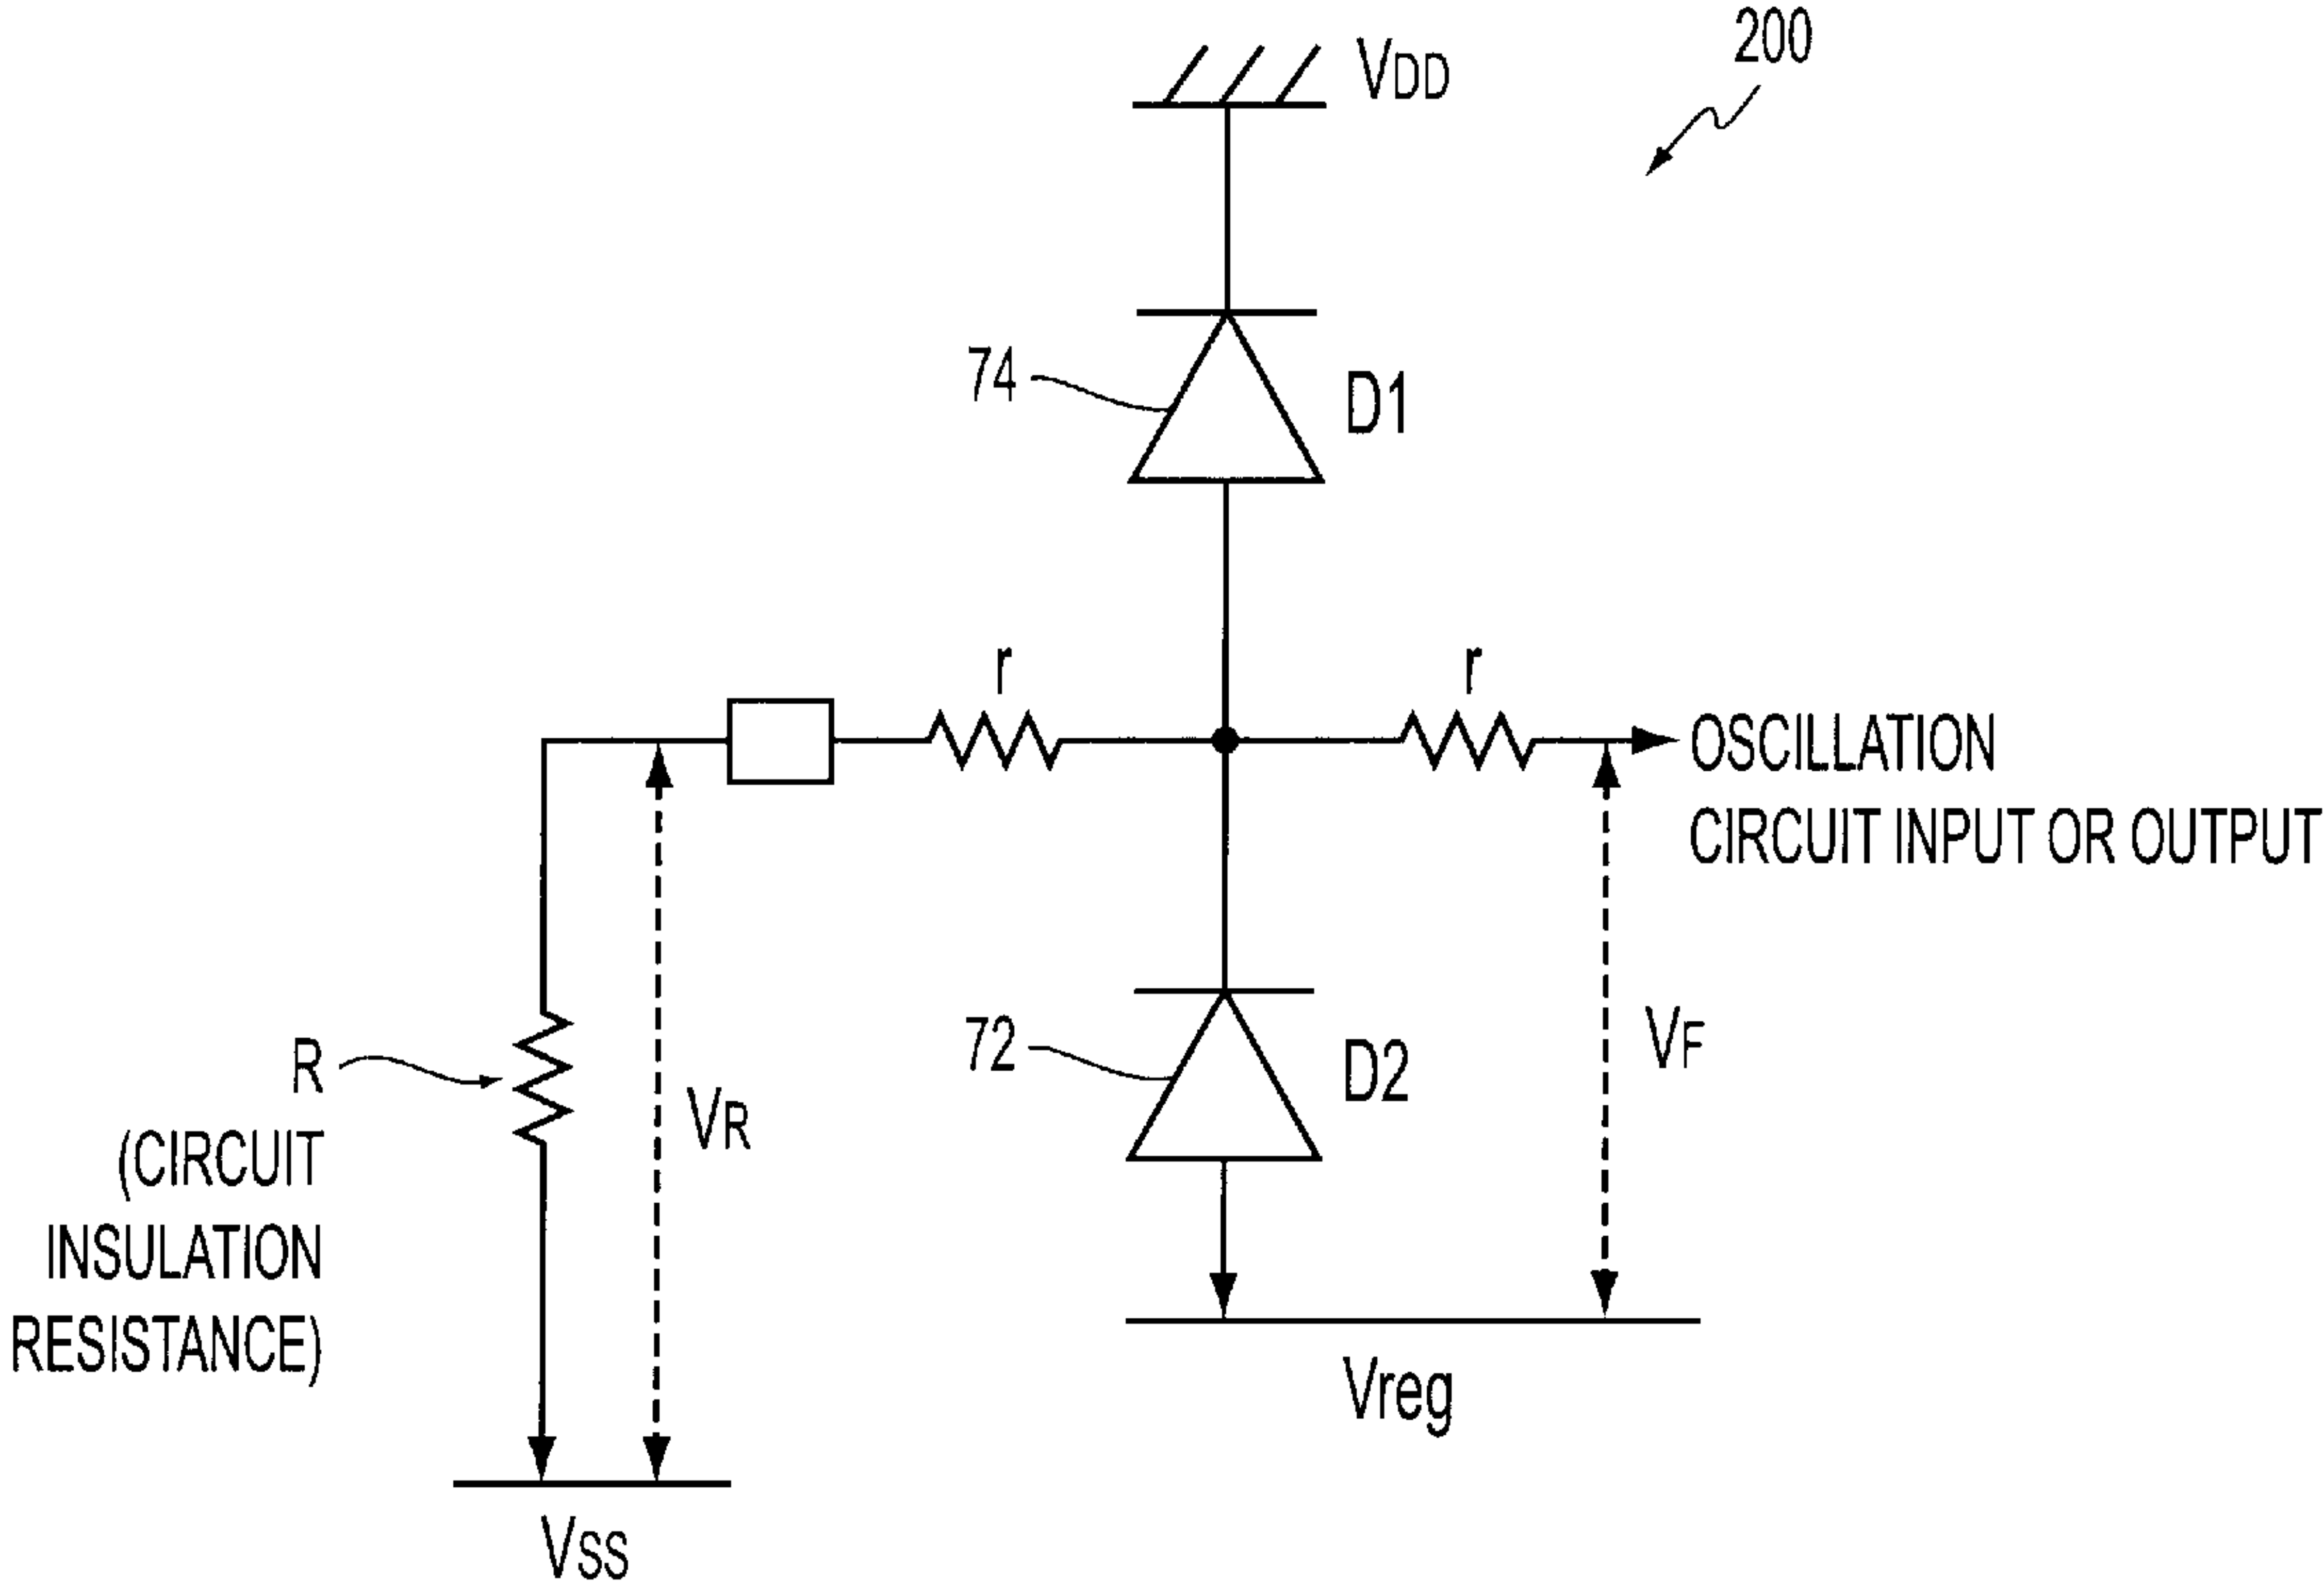 200
VDD
74
D1
r
r
OSCILLATION
CIRCUIT INPUT OR OUTPUT
72
D2
VF
R
(CIRCUIT
INSULATION
RESISTANCE)
VR
Vreg
VSS